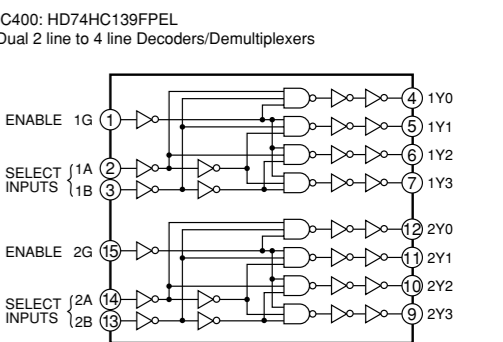 C400: HD74HC139FPEL
Dual 2 line to 4 line Decoders/Demultiplexers
4 1Y0
ENABLE 1G 1
5 1Y1
6 1Y2
SELECT INPUTS { 1A 2
1B 3
7 1Y3
12 2Y0
ENABLE 2G 15
11 2Y1
10 2Y2
SELECT INPUTS { 2A 14
2B 13
9 2Y3